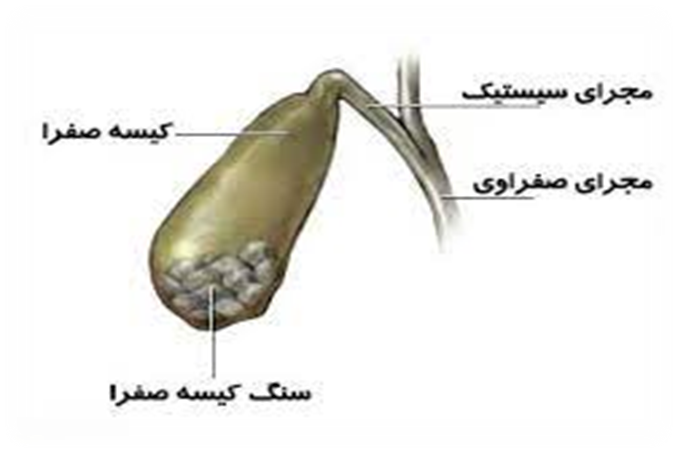 مجرای سیستیک
کیسه صفرا
مجرای صفراوی
سنگ کیسه صفرا